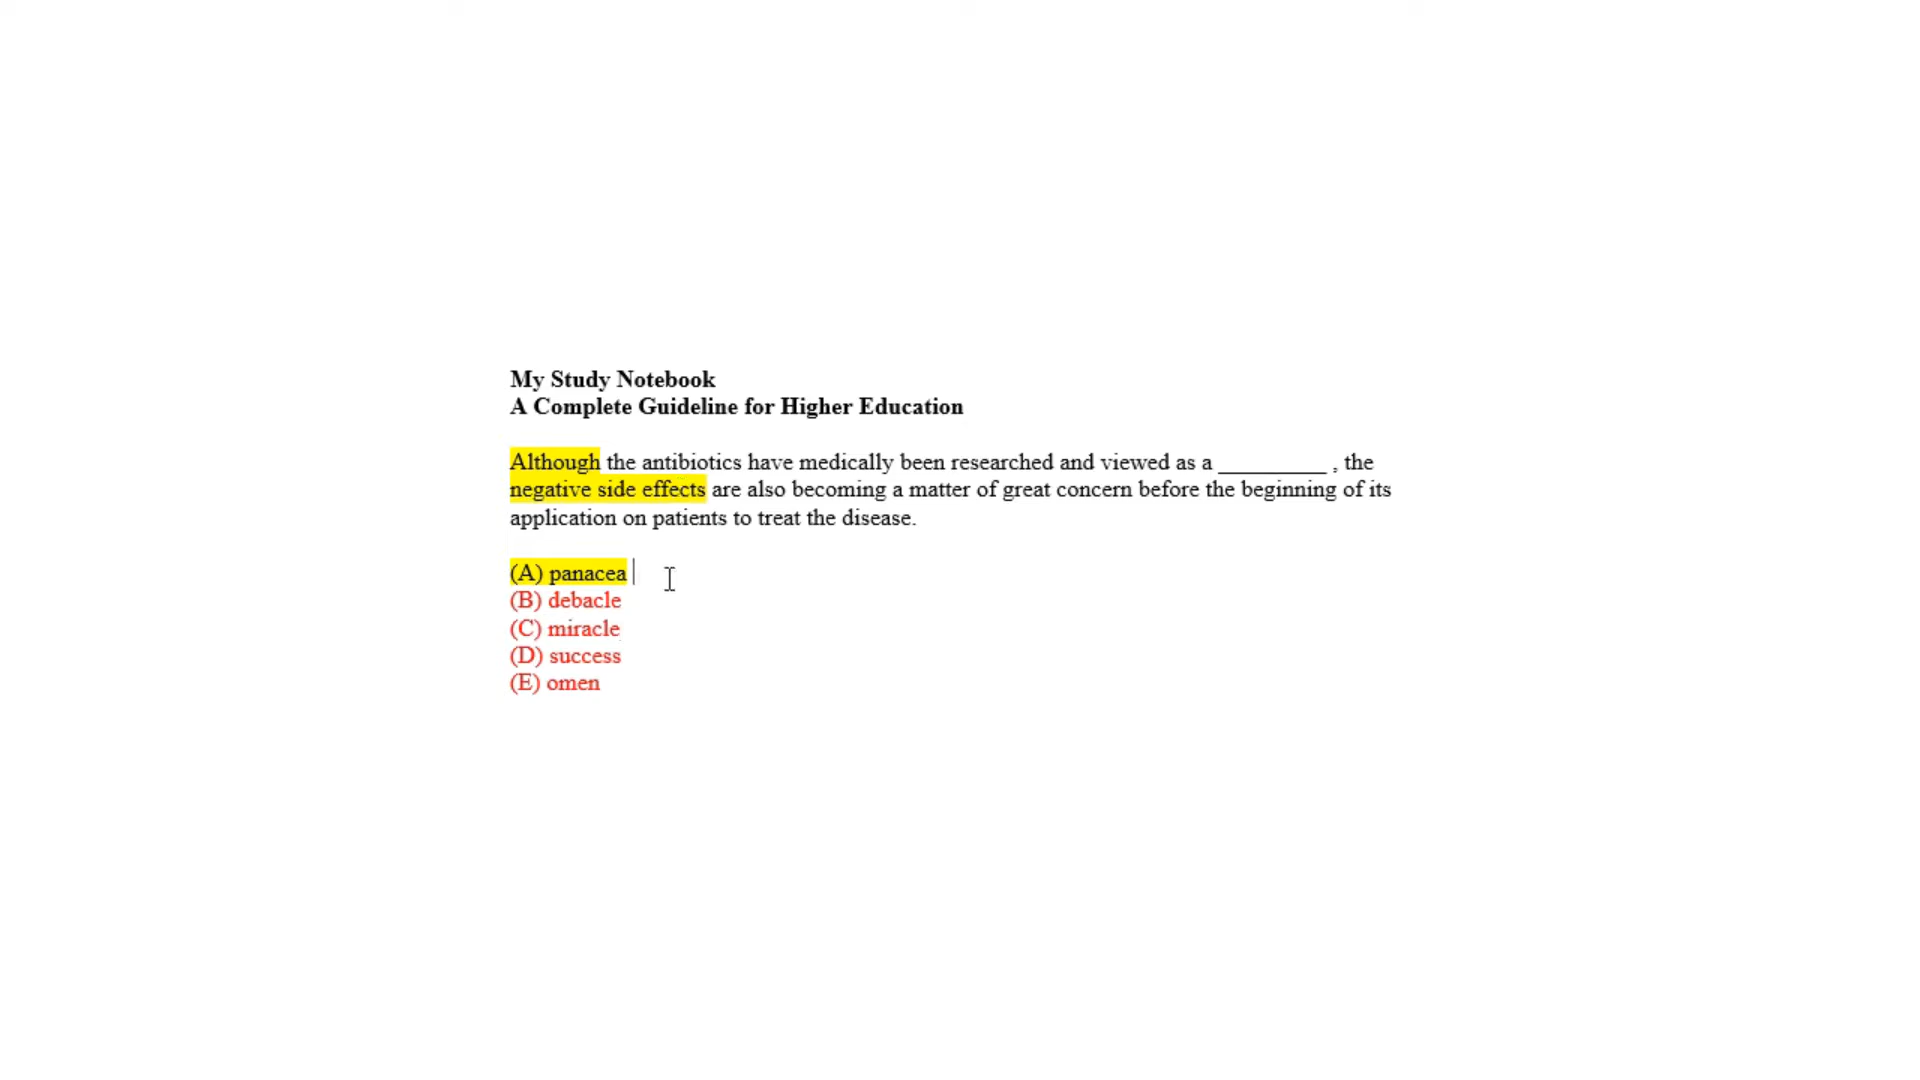 My Study Notebook
A Complete Guideline for Higher Education
Although the antibiotics have medically been researched and viewed as a _________ , the
negative side effects are also becoming a matter of great concern before the beginning of its
application on patients to treat the disease.
(A) panacea
(B) debacle
(C) miracle
(D) success
(E) omen